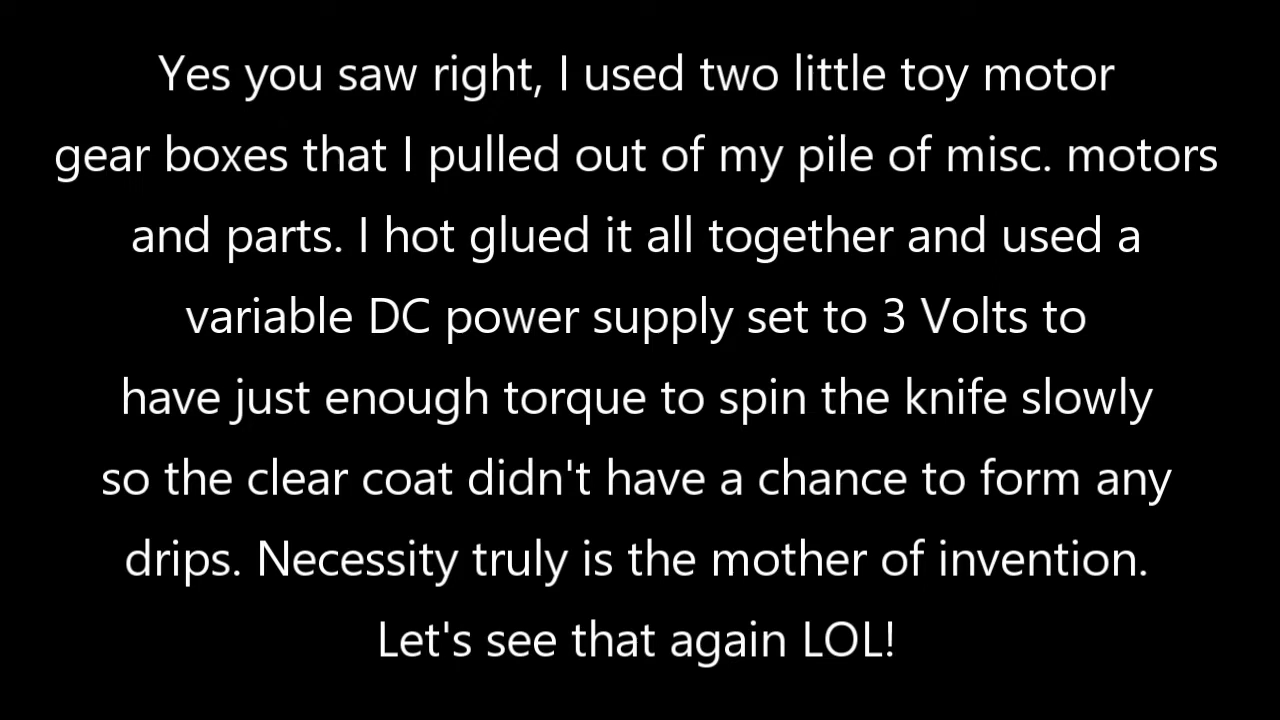 Yes you saw right, I used two little toy motor
gear boxes that I pulled out of my pile of misc. motors
and parts. I hot glued it all together and used a
variable DC power supply set to 3 Volts to
have just enough torque to spin the knife slowly
so the clear coat didn't have a chance to form any
drips. Necessity truly is the mother of invention.
Let's see that again LOL!